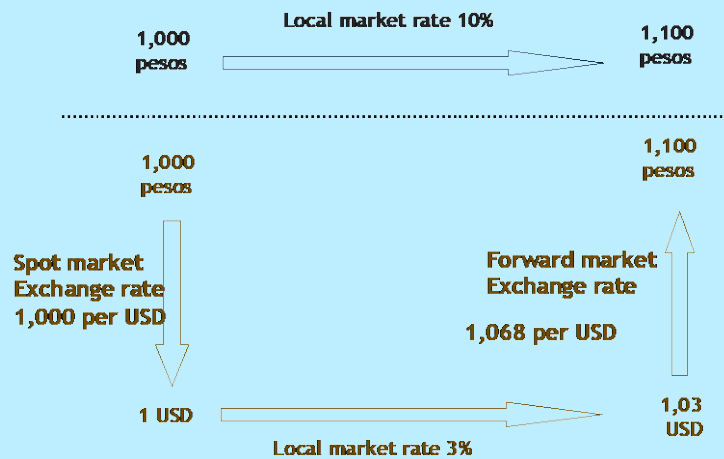 Local market rate 10%
1,000
pesos
1,100
pesos
1,000
pesos
1,100
pesos
Spot market
Exchange rate
1,000 per USD
Forward market
Exchange rate
1,068 per USD
1 USD
1,03
USD
Local market rate 3%